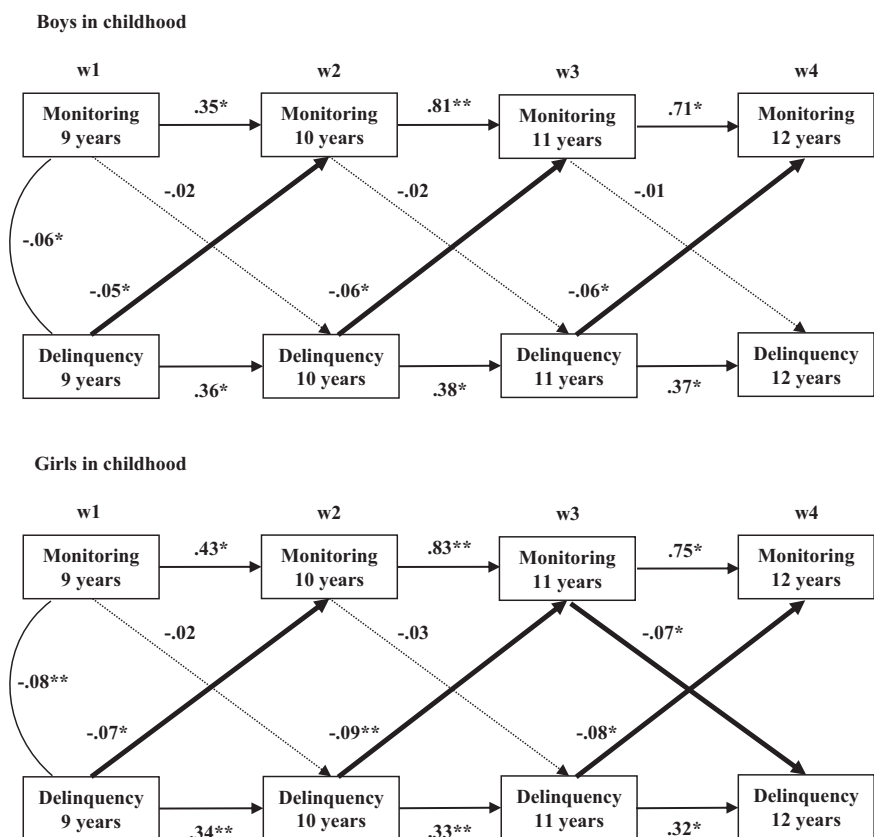 Boys in childhood
w1 w2 w3 w4
Monitoring
9 years
.35*
Monitoring
10 years
.81**
Monitoring
11 years
.71*
Monitoring
12 years
-.02
-.02
-.01
-.06*
-.05*
-.06*
-.06*
Delinquency
9 years
.36*
Delinquency
10 years
.38*
Delinquency
11 years
.37*
Delinquency
12 years
Girls in childhood
w1 w2 w3 w4
Monitoring
9 years
.43*
Monitoring
10 years
.83**
Monitoring
11 years
.75*
Monitoring
12 years
-.02
-.03
-.07*
-.08**
-.07*
-.09**
-.08*
Delinquency
9 years
.34**
Delinquency
10 years
.33**
Delinquency
11 years
.32*
Delinquency
12 years